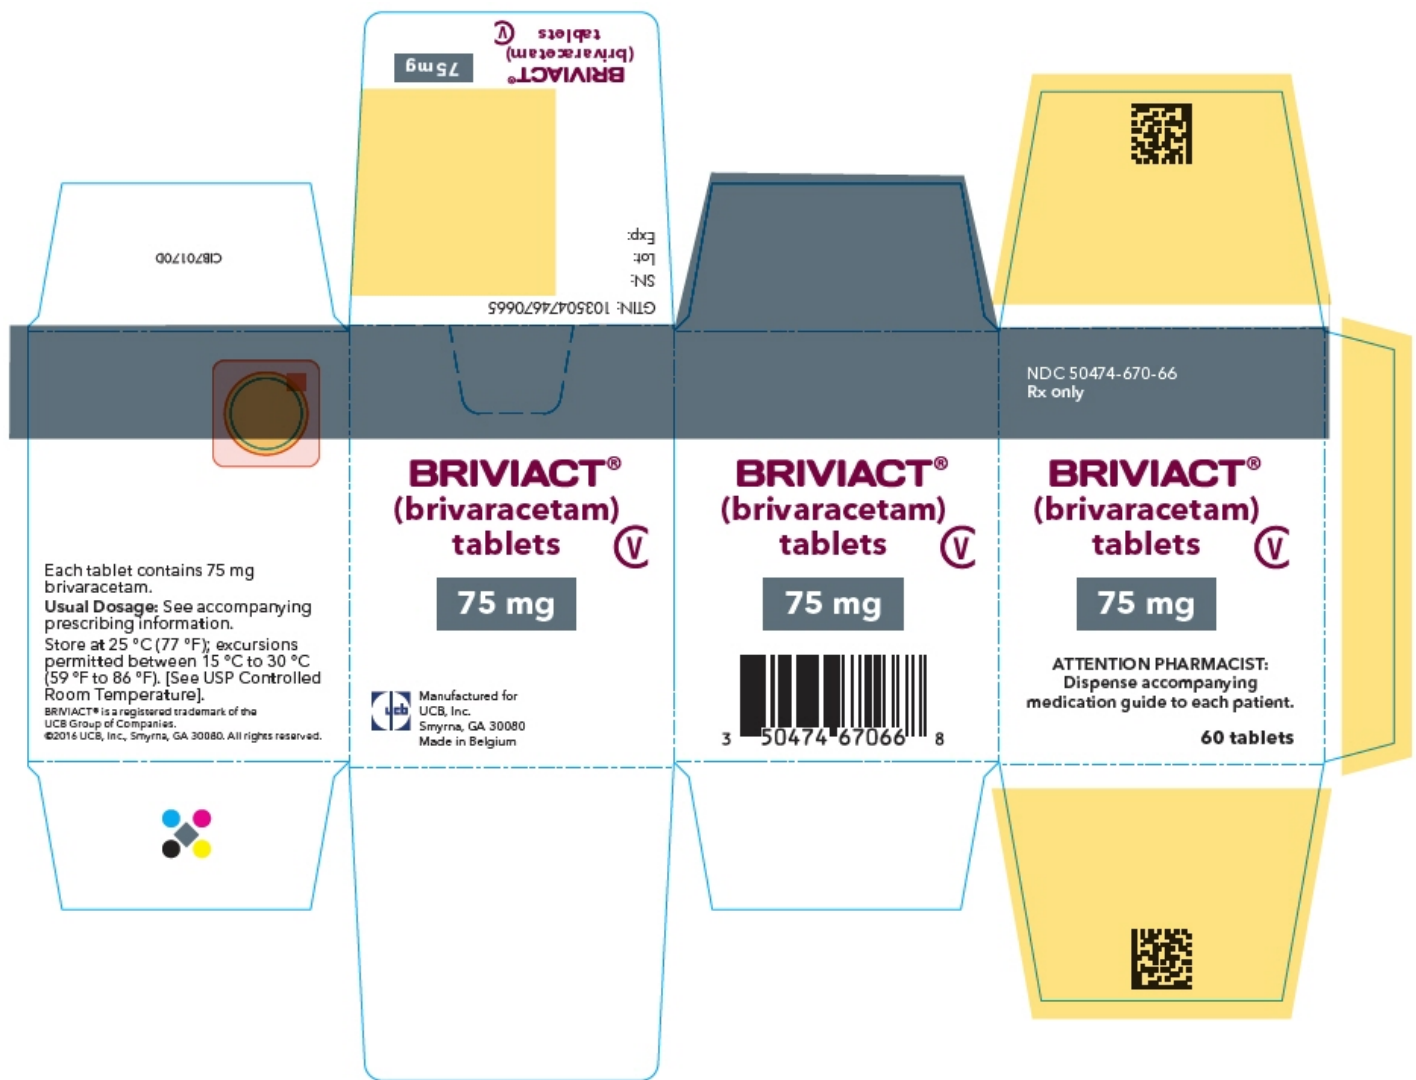 BRIVIACT®
(brivaracetam)
tablets CV
75 mg
GTIN: 10350474670665
SN:
Lot:
Exp:
CIB70170D
Each tablet contains 75 mg
brivaracetam.
Usual Dosage: See accompanying
prescribing information.
Store at 25 °C (77 °F); excursions
permitted between 15 °C to 30 °C
(59 °F to 86 °F). [See USP Controlled
Room Temperature].
BRIVIACT® is a registered trademark of the
UCB Group of Companies.
©2016 UCB, Inc., Smyrna, GA 30080. All rights reserved.
BRIVIACT®
(brivaracetam)
tablets CV
75 mg
ucb
Manufactured for
UCB, Inc.
Smyrna, GA 30080
Made in Belgium
BRIVIACT®
(brivaracetam)
tablets CV
75 mg
3 50474 67066 8
NDC 50474-670-66
Rx only
BRIVIACT®
(brivaracetam)
tablets CV
75 mg
ATTENTION PHARMACIST:
Dispense accompanying
medication guide to each patient.
60 tablets